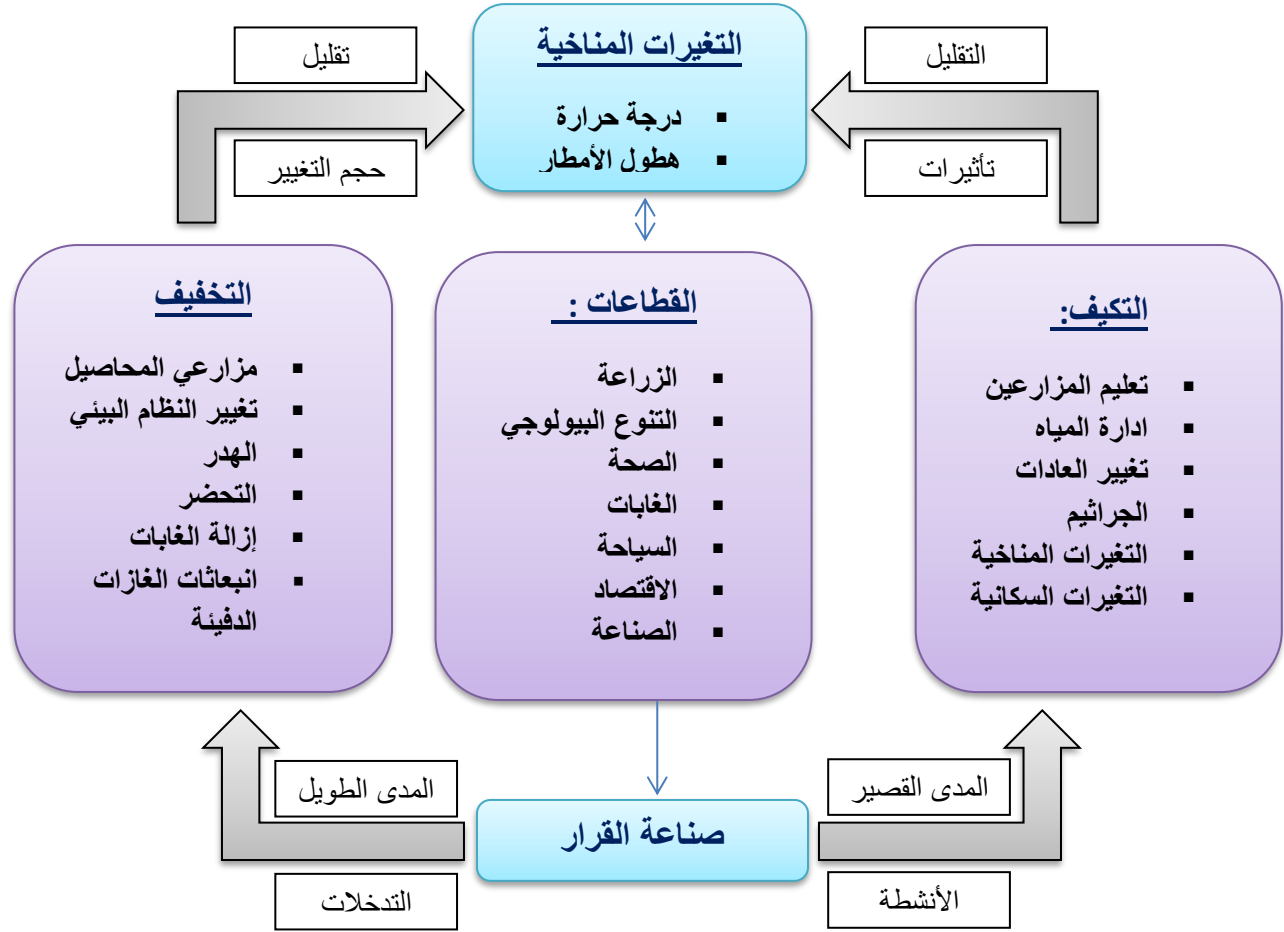 التغيرات المناخية
▪ درجة حرارة
▪ هطول الأمطار
التقليل
تأثيرات
تقليل
حجم التغيير
التكيف:
▪ تعليم المزارعين
▪ ادارة المياه
▪ تغيير العادات
▪ الجراثيم
▪ التغيرات المناخية
▪ التغيرات السكانية
القطاعات :
▪ الزراعة
▪ التنوع البيولوجي
▪ الصحة
▪ الغابات
▪ السياحة
▪ الاقتصاد
▪ الصناعة
التخفيف
▪ مزارعي المحاصيل
▪ تغيير النظام البيئي
▪ الهدر
▪ التحضر
▪ إزالة الغابات
▪ انبعاثات الغازات
الدفيئة
المدى القصير
الأنشطة
صناعة القرار
المدى الطويل
التدخلات